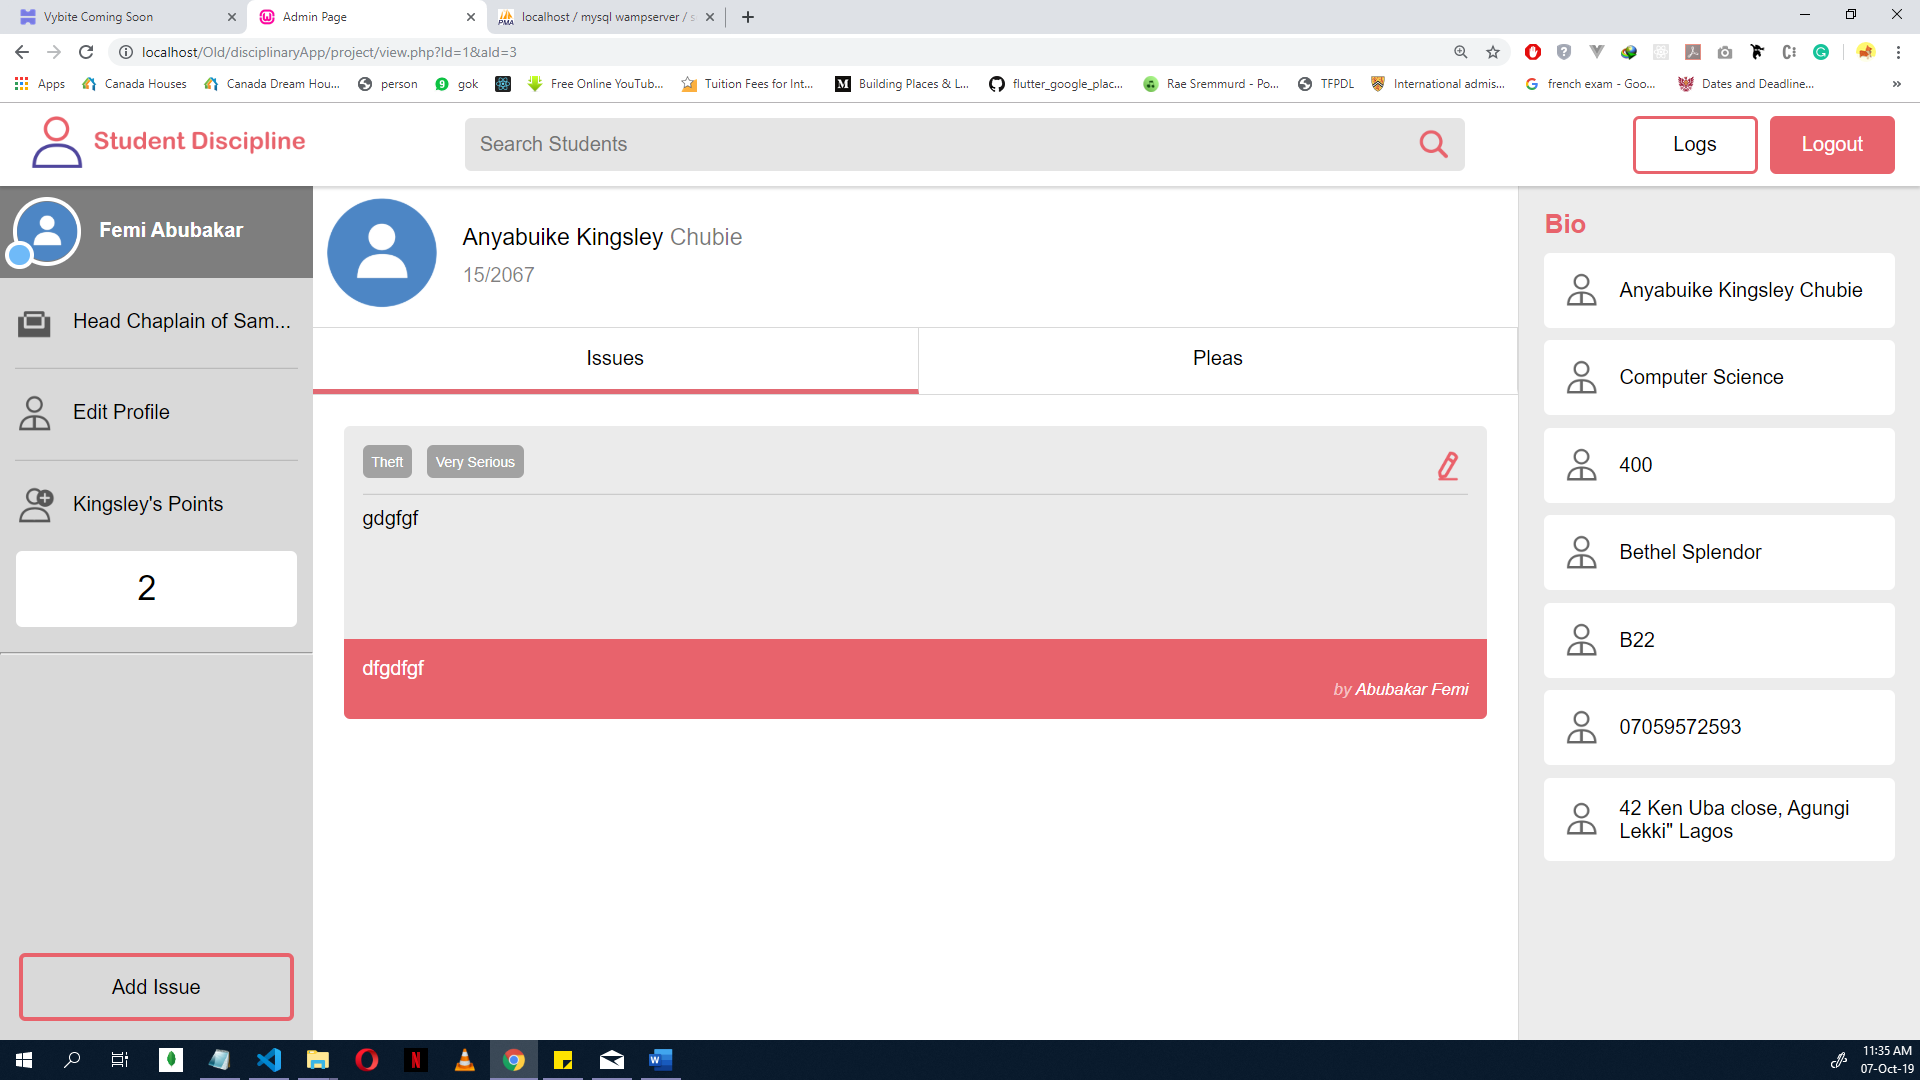 Vybite Coming Soon
Admin Page
localhost / mysql wampserver / s
localhost/Old/disciplinaryApp/project/view.php?Id=1&aId=3
Apps
Canada Houses
Canada Dream Hou...
person
gok
Free Online YouTub...
Tuition Fees for Int...
Building Places & L...
flutter_google_plac...
Rae Sremmurd - Po...
TFPDL
International admis...
french exam - Goo...
Dates and Deadline...
»
Student Discipline
Search Students
Logs
Logout
Femi Abubakar
Head Chaplain of Sam...
Edit Profile
Kingsley's Points
2
Add Issue
Anyabuike Kingsley Chubie
15/2067
Issues
Pleas
Theft
Very Serious
gdgfgf
dfgdfgf
by Abubakar Femi
Bio
Anyabuike Kingsley Chubie
Computer Science
400
Bethel Splendor
B22
07059572593
42 Ken Uba close, Agungi
Lekki" Lagos
11:35 AM
07-Oct-19